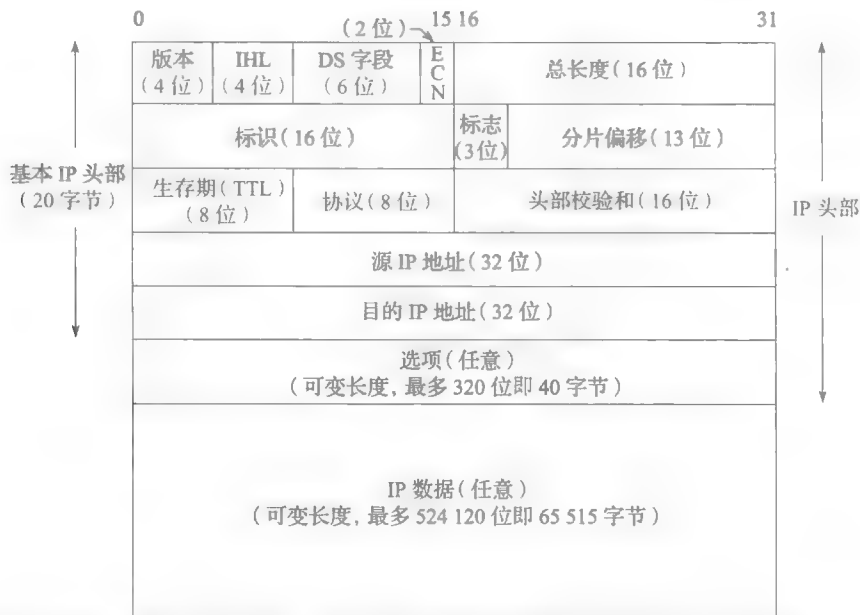 0
(2位)
15 16
31
版本
(4位)
IHL
(4位)
DS 字段
(6位)
E
C
N
总长度(16位)
标识(16位)
标志
(3位)
分片偏移(13位)
基本 IP 头部
(20 字节)
生存期(TTL)
(8位)
协议(8位)
头部校验和(16位)
IP 头部
源 IP 地址(32位)
目的 IP 地址(32位)
选项(任意)
(可变长度, 最多 320 位即 40 字节)
IP 数据(任意)
(可变长度, 最多 524 120 位即 65 515 字节)